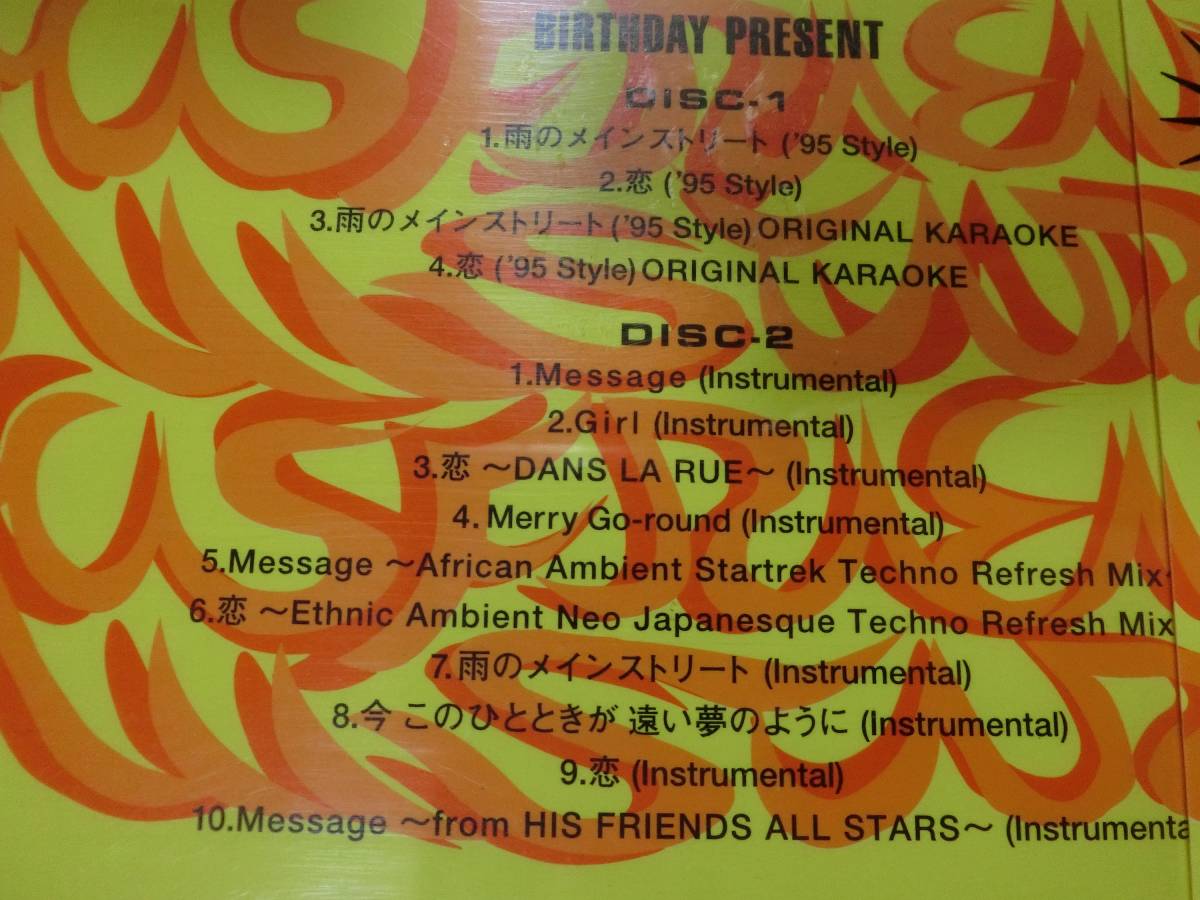 BIRTHDAY PRESENT
DISC-1
1.雨のメインストリート ('95 Style)
2.恋 ('95 Style)
3.雨のメインストリート ('95 Style) ORIGINAL KARAOKE
4.恋 ('95 Style) ORIGINAL KARAOKE
DISC-2
1.Message (Instrumental)
2.Girl (Instrumental)
3.恋 〜DANS LA RUE〜 (Instrumental)
4. Merry Go-round (Instrumental)
5.Message 〜African Ambient Startrek Techno Refresh Mix
6.恋 〜Ethnic Ambient Neo Japanesque Techno Refresh Mix
7.雨のメインストリート (Instrumental)
8.今 このひとときが 遠い夢のように (Instrumental)
9.恋 (Instrumental)
10.Message 〜from HIS FRIENDS ALL STARS〜 (Instrumenta